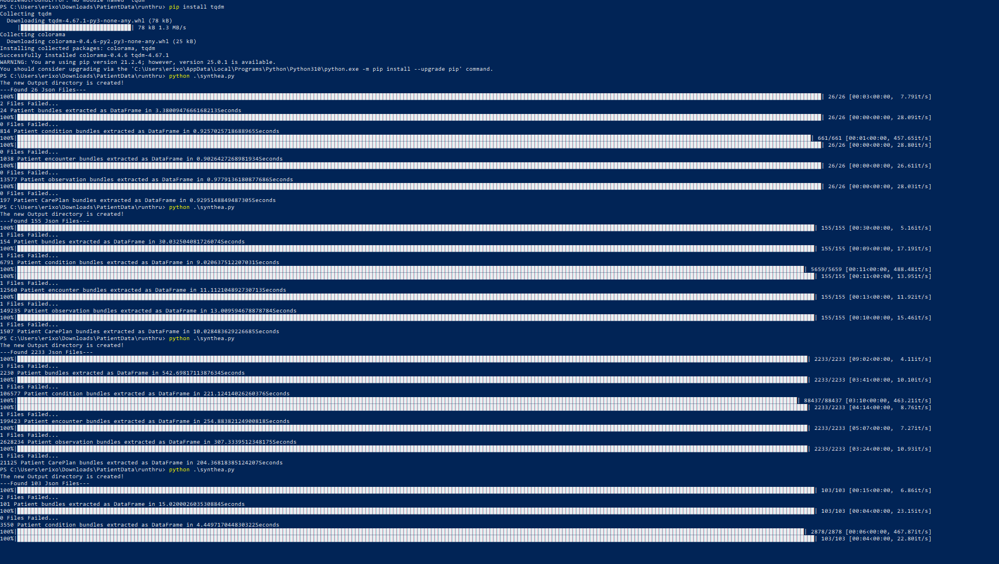 ModuleNotFoundError: No module named 'tqdm'
PS C:\Users\erixo\Downloads\PatientData\runthru> pip install tqdm
Collecting tqdm
  Downloading tqdm-4.67.1-py3-none-any.whl (78 kB)
     || 78 kB 1.3 MB/s
Collecting colorama
  Downloading colorama-0.4.6-py2.py3-none-any.whl (25 kB)
Installing collected packages: colorama, tqdm
Successfully installed colorama-0.4.6 tqdm-4.67.1
WARNING: You are using pip version 21.2.4; however, version 25.0.1 is available.
You should consider upgrading via the 'C:\Users\erixo\AppData\Local\Programs\Python\Python310\python.exe -m pip install --upgrade pip' command.
PS C:\Users\erixo\Downloads\PatientData\runthru> python .\synthea.py
The new Output directory is created!
---Found 26 Json Files---
100%|| 26/26 [00:03<00:00,  7.79it/s]
2 Files Failed...
24 Patient bundles extracted as DataFrame in 3.3800947666168213Seconds
100%|| 26/26 [00:00<00:00, 28.09it/s]
0 Files Failed...
814 Patient condition bundles extracted as DataFrame in 0.9257025718688965Seconds
100%|| 661/661 [00:01<00:00, 457.65it/s]
100%|| 26/26 [00:00<00:00, 28.80it/s]
0 Files Failed...
1038 Patient encounter bundles extracted as DataFrame in 0.9026427268981934Seconds
100%|| 26/26 [00:00<00:00, 26.61it/s]
0 Files Failed...
13577 Patient observation bundles extracted as DataFrame in 0.9779136180877686Seconds
100%|| 26/26 [00:00<00:00, 28.03it/s]
0 Files Failed...
197 Patient CarePlan bundles extracted as DataFrame in 0.9295148849487305Seconds
PS C:\Users\erixo\Downloads\PatientData\runthru> python .\synthea.py
The new Output directory is created!
---Found 155 Json Files---
100%|| 155/155 [00:30<00:00,  5.16it/s]
1 Files Failed...
154 Patient bundles extracted as DataFrame in 30.032504081726074Seconds
100%|| 155/155 [00:09<00:00, 17.19it/s]
1 Files Failed...
6791 Patient condition bundles extracted as DataFrame in 9.020637512207031Seconds
100%|| 5659/5659 [00:11<00:00, 488.48it/s]
100%|| 155/155 [00:11<00:00, 13.95it/s]
1 Files Failed...
12560 Patient encounter bundles extracted as DataFrame in 11.112104892730713Seconds
100%|| 155/155 [00:13<00:00, 11.92it/s]
1 Files Failed...
149235 Patient observation bundles extracted as DataFrame in 13.009594678878784Seconds
100%|| 155/155 [00:10<00:00, 15.46it/s]
1 Files Failed...
1507 Patient CarePlan bundles extracted as DataFrame in 10.028483629226685Seconds
PS C:\Users\erixo\Downloads\PatientData\runthru> python .\synthea.py
The new Output directory is created!
---Found 2233 Json Files---
100%|| 2233/2233 [09:02<00:00,  4.11it/s]
3 Files Failed...
2230 Patient bundles extracted as DataFrame in 542.6981711387634Seconds
100%|| 2233/2233 [03:41<00:00, 10.10it/s]
1 Files Failed...
106577 Patient condition bundles extracted as DataFrame in 221.12414026260376Seconds
100%|| 88437/88437 [03:10<00:00, 463.21it/s]
100%|| 2233/2233 [04:14<00:00,  8.76it/s]
1 Files Failed...
199423 Patient encounter bundles extracted as DataFrame in 254.88382124900818Seconds
100%|| 2233/2233 [05:07<00:00,  7.27it/s]
1 Files Failed...
2628234 Patient observation bundles extracted as DataFrame in 307.3339512348175Seconds
100%|| 2233/2233 [03:24<00:00, 10.93it/s]
1 Files Failed...
21125 Patient CarePlan bundles extracted as DataFrame in 204.36818385124207Seconds
PS C:\Users\erixo\Downloads\PatientData\runthru> python .\synthea.py
The new Output directory is created!
---Found 103 Json Files---
100%|| 103/103 [00:15<00:00,  6.86it/s]
2 Files Failed...
101 Patient bundles extracted as DataFrame in 15.020002603530884Seconds
100%|| 103/103 [00:04<00:00, 23.15it/s]
0 Files Failed...
3550 Patient condition bundles extracted as DataFrame in 4.449717044830322Seconds
100%|| 2878/2878 [00:06<00:00, 467.87it/s]
100%|| 103/103 [00:04<00:00, 22.80it/s]